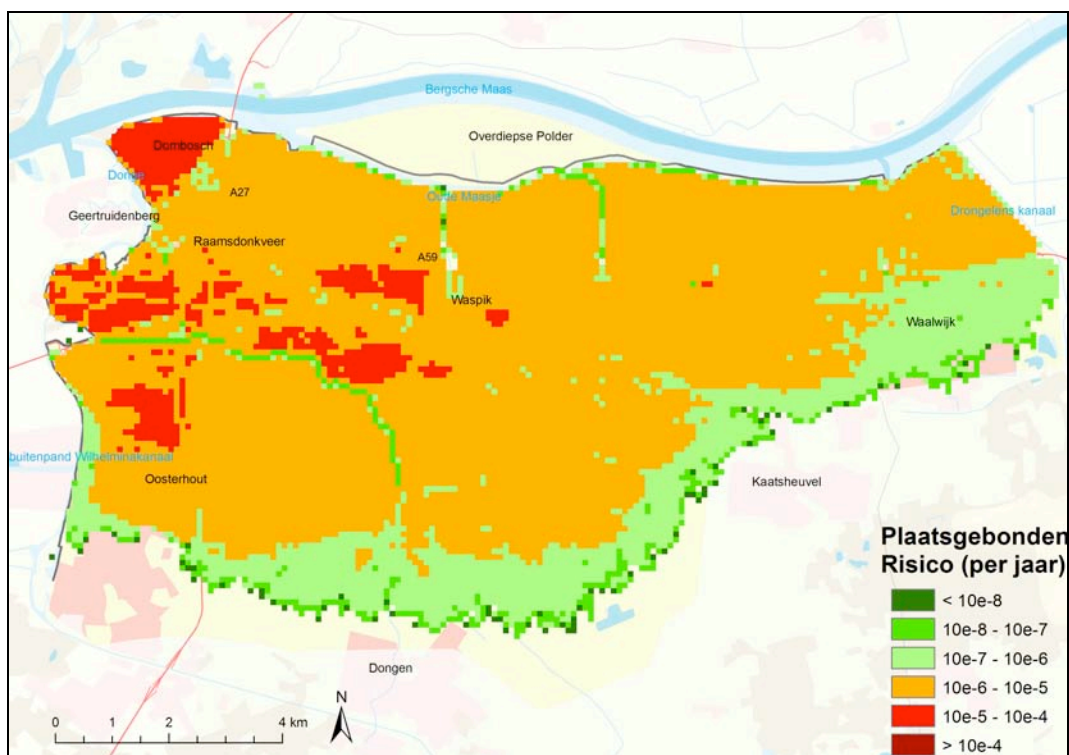 Bergsche Maas
Overdiepse Polder
Dombosch
Donge
A27
Oude Maasje
Geertruidenberg
Drongelens kanaal
Raamsdonkveer
A59
Waspik
Waalwijk
buitenpand Wilhelminakanaal
Oosterhout
Kaatsheuvel
Dongen
Plaatsgebonden
Risico (per jaar)
< 10e-8
10e-8 - 10e-7
10e-7 - 10e-6
10e-6 - 10e-5
10e-5 - 10e-4
> 10e-4
N
0 1 2 4 km